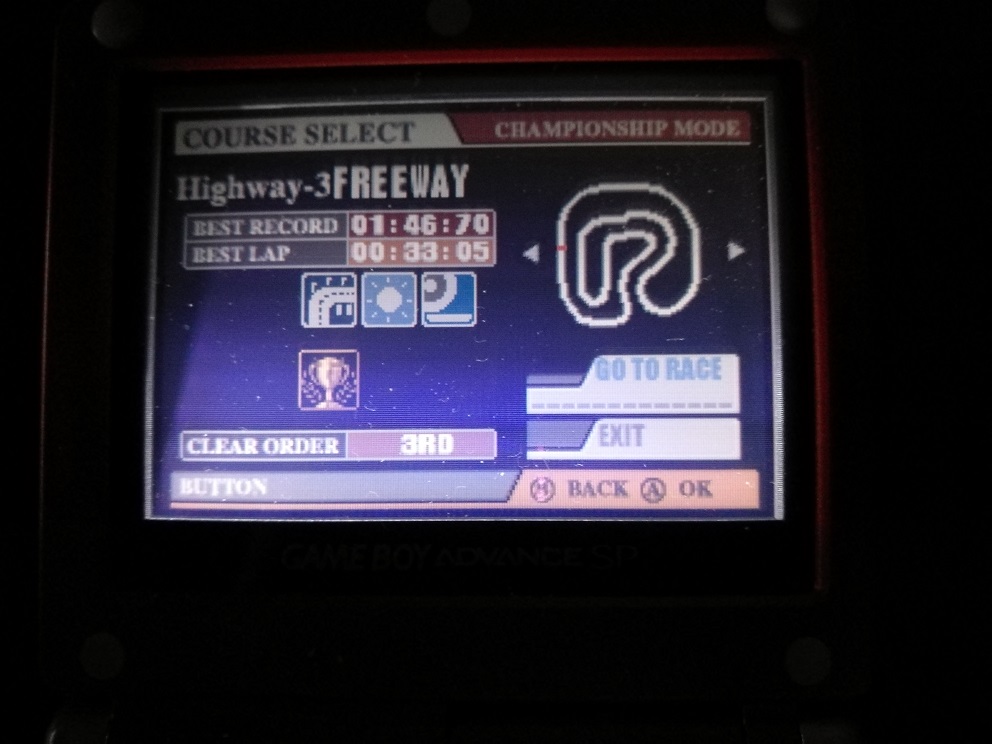 COURSE SELECT
CHAMPIONSHIP MODE
Highway-3FREEWAY
BEST RECORD 01:46:70
BEST LAP 00:33:05
GO TO RACE
EXIT
CLEAR ORDER 3RD
BUTTON
BACK A OK
GAME BOY ADVANCE SP